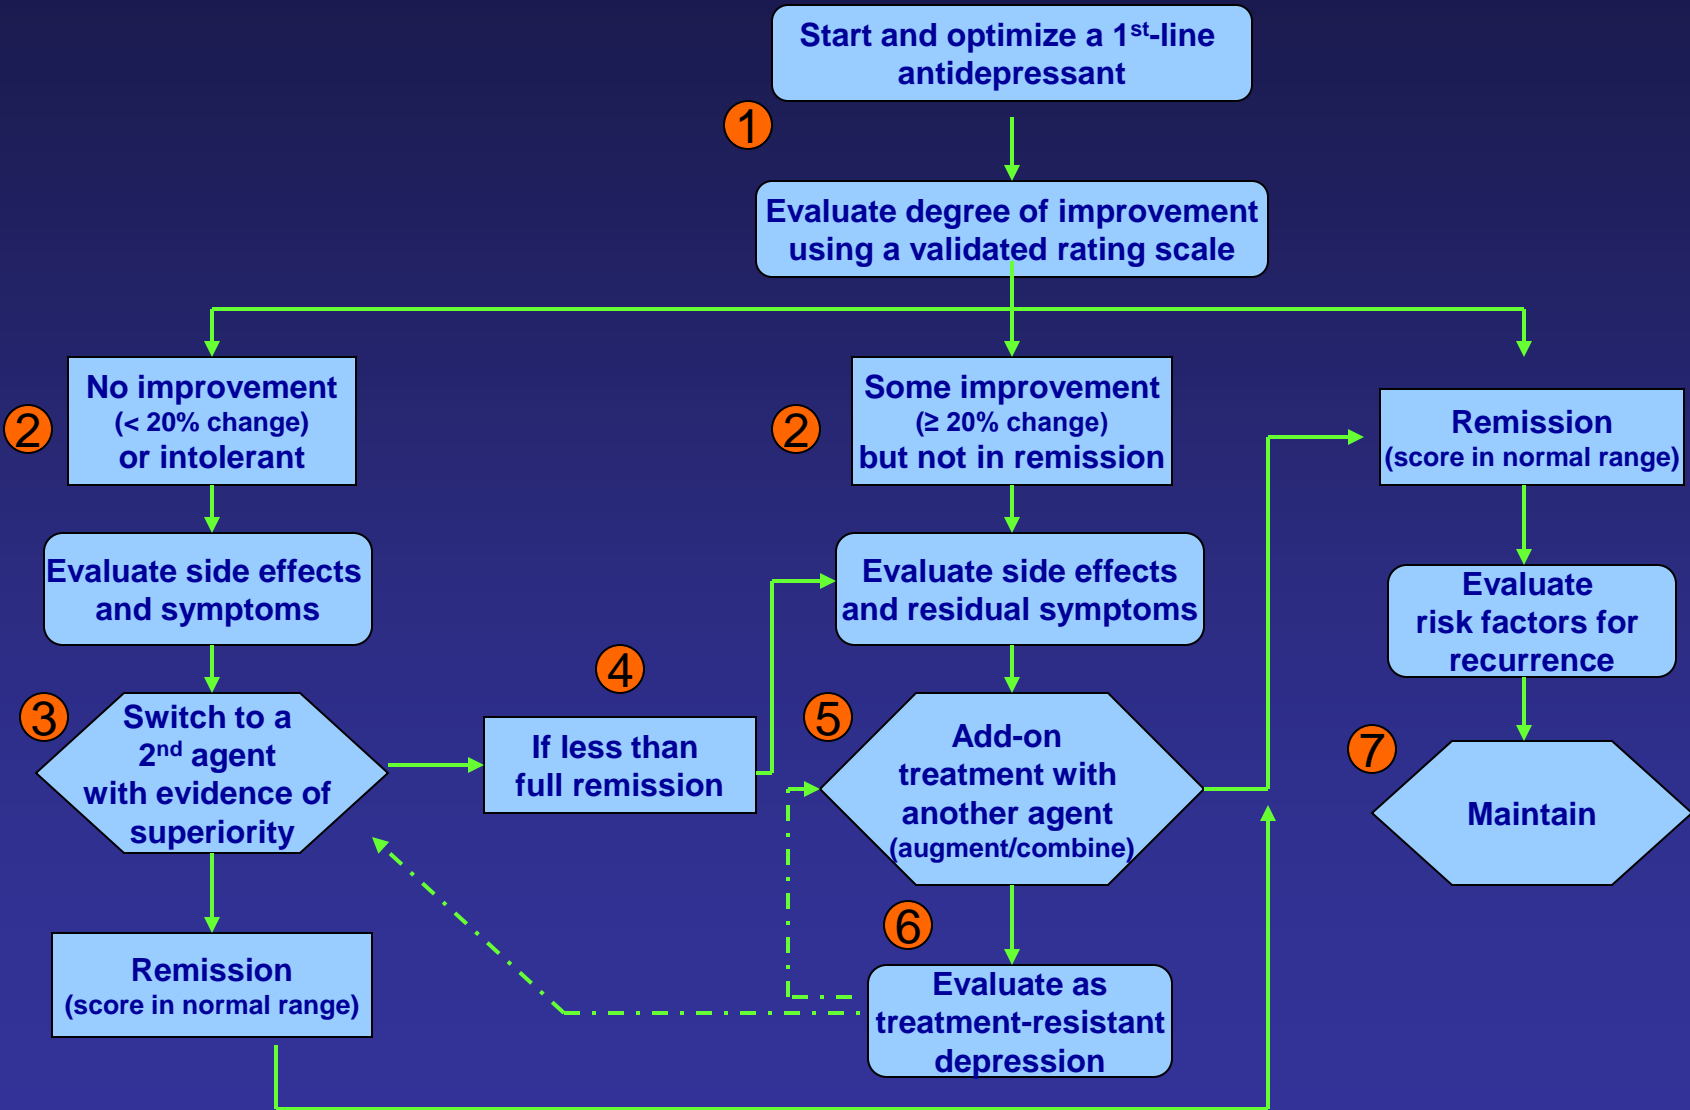 Start and optimize a 1st-line
antidepressant
1
Evaluate degree of improvement
using a validated rating scale
2
No improvement
(< 20% change)
or intolerant
2
Some improvement
(≥ 20% change)
but not in remission
Remission
(score in normal range)
Evaluate side effects
and symptoms
Evaluate side effects
and residual symptoms
Evaluate
risk factors for
recurrence
3
Switch to a
2nd agent
with evidence of
superiority
4
If less than
full remission
5
Add-on
treatment with
another agent
(augment/combine)
7
Maintain
Remission
(score in normal range)
6
Evaluate as
treatment-resistant
depression